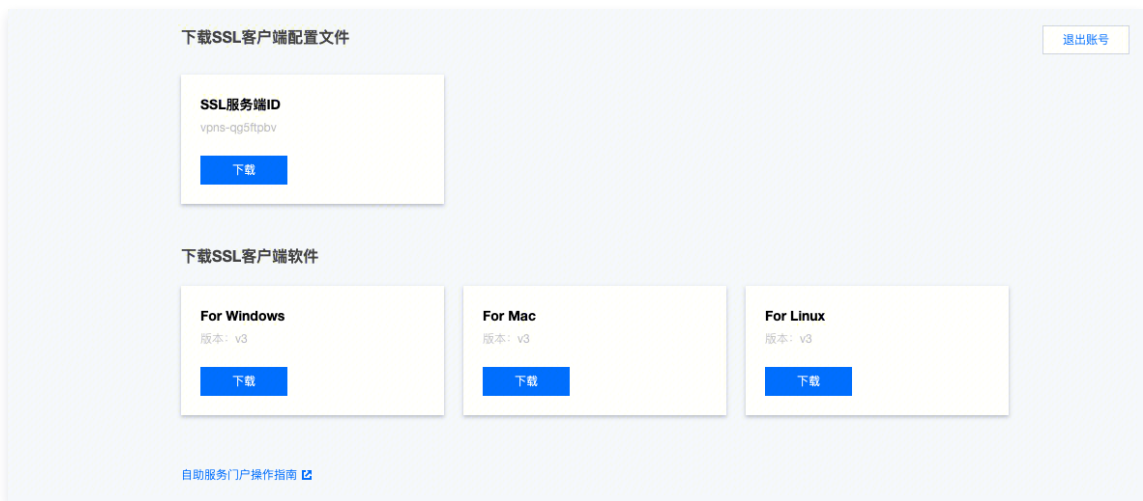 下载SSL客户端配置文件
退出账号
SSL服务端ID
vpns-qg5ftpbv
下载
下载SSL客户端软件
For Windows
版本：v3
下载
For Mac
版本：v3
下载
For Linux
版本：v3
下载
自助服务门户操作指南